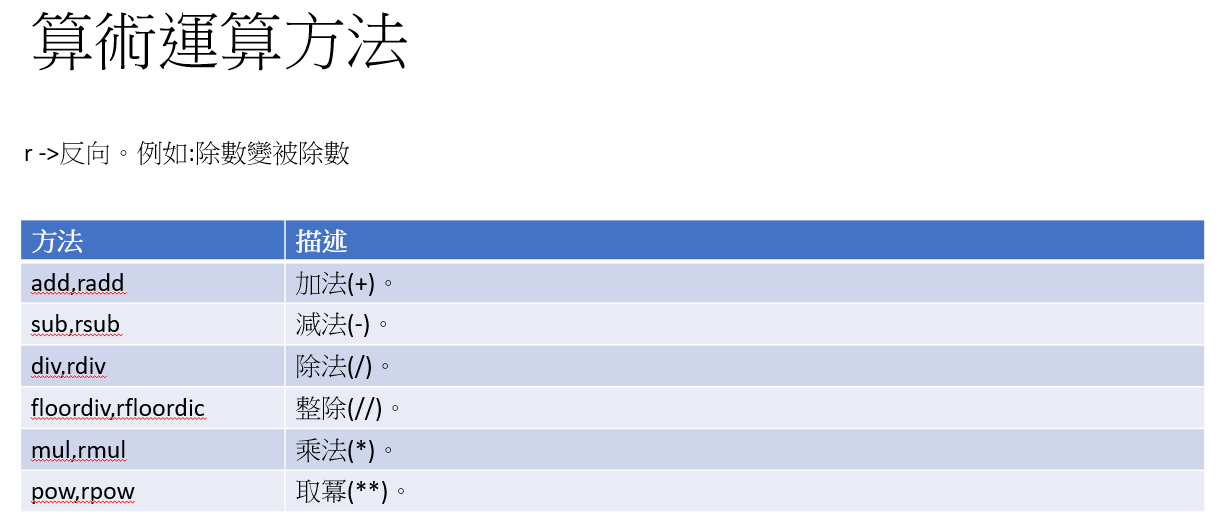 算術運算方法
r ->反向。例如:除數變被除數
方法 描述
add,radd 加法(+)。
sub,rsub 減法(-)。
div,rdiv 除法(/)。
floordiv,rfloordic 整除(//)。
mul,rmul 乘法(*)。
pow,rpow 取冪(**)。